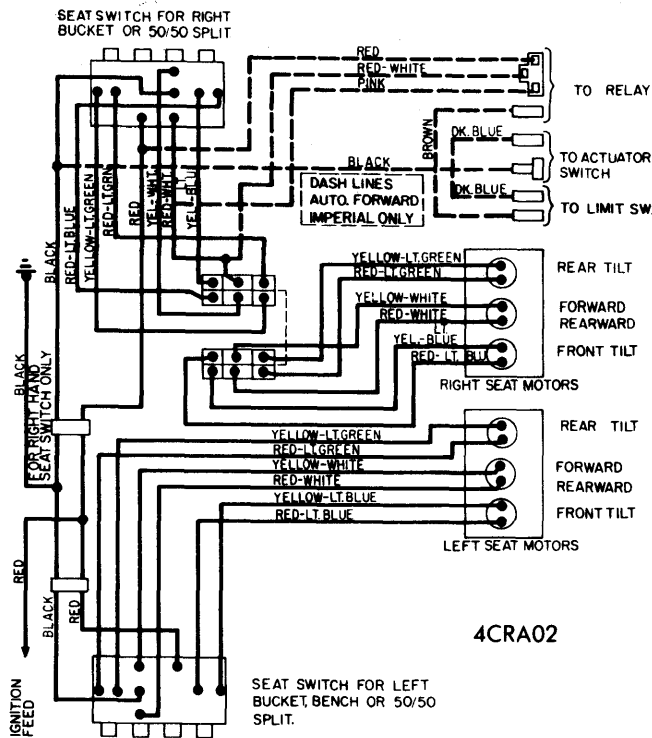 SEAT SWITCH FOR RIGHT
BUCKET OR 50/50 SPLIT
RED
RED-WHITE
PINK
TO RELAY
BROWN
DK. BLUE
BLACK
TO ACTUATOR
SWITCH
DK. BLUE
TO LIMIT SW.
DASH LINES
AUTO. FORWARD
IMPERIAL ONLY
BLACK
RED-LT.BLUE
YELLOW-LT.GREEN
RED-LT.GRN
RED
YEL-WHT.
RED-WHT.
LT.
YEL-BLU
YELLOW-LT.GREEN
RED-LT.GREEN
REAR TILT
YELLOW-WHITE
RED-WHITE
FORWARD
REARWARD
LT.
YEL.-BLUE
RED- LT. BLU
FRONT TILT
RIGHT SEAT MOTORS
BLACK
FOR RIGHT HAND
SEAT SWITCH ONLY
YELLOW-LT.GREEN
RED-LT.GREEN
REAR TILT
YELLOW-WHITE
RED-WHITE
FORWARD
REARWARD
YELLOW-LT.BLUE
RED-LT.BLUE
FRONT TILT
LEFT SEAT MOTORS
RED
BLACK
RED
4CRA02
IGNITION
FEED
SEAT SWITCH FOR LEFT
BUCKET, BENCH OR 50/50
SPLIT.